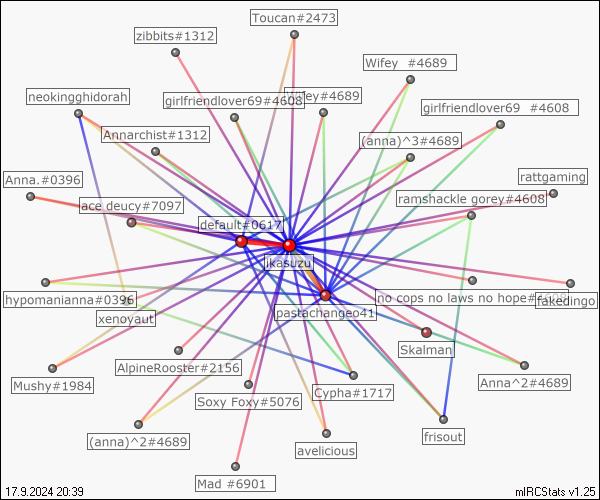 Toucan#2473
zibbits#1312
Wifey #4689
neokingghidorah
girlfriendlover69#4608
Wifey#4689
girlfriendlover69 #4608
Annarchist#1312
(anna)^3#4689
rattgaming
Anna.#0396
ace deucy#7097
ramshackle gorey#4608
default#0617
ikasuzu
hypomanianna#0396
no cops no laws no hope
fakedingo
xenoyaut
pastachangeo41
Skalman
AlpineRooster#2156
Mushy#1984
Cypha#1717
Anna^2#4689
Soxy Foxy#5076
(anna)^2#4689
frisout
avelicious
Mad #6901
17.9.2024 20:39
mIRCStats v1.25